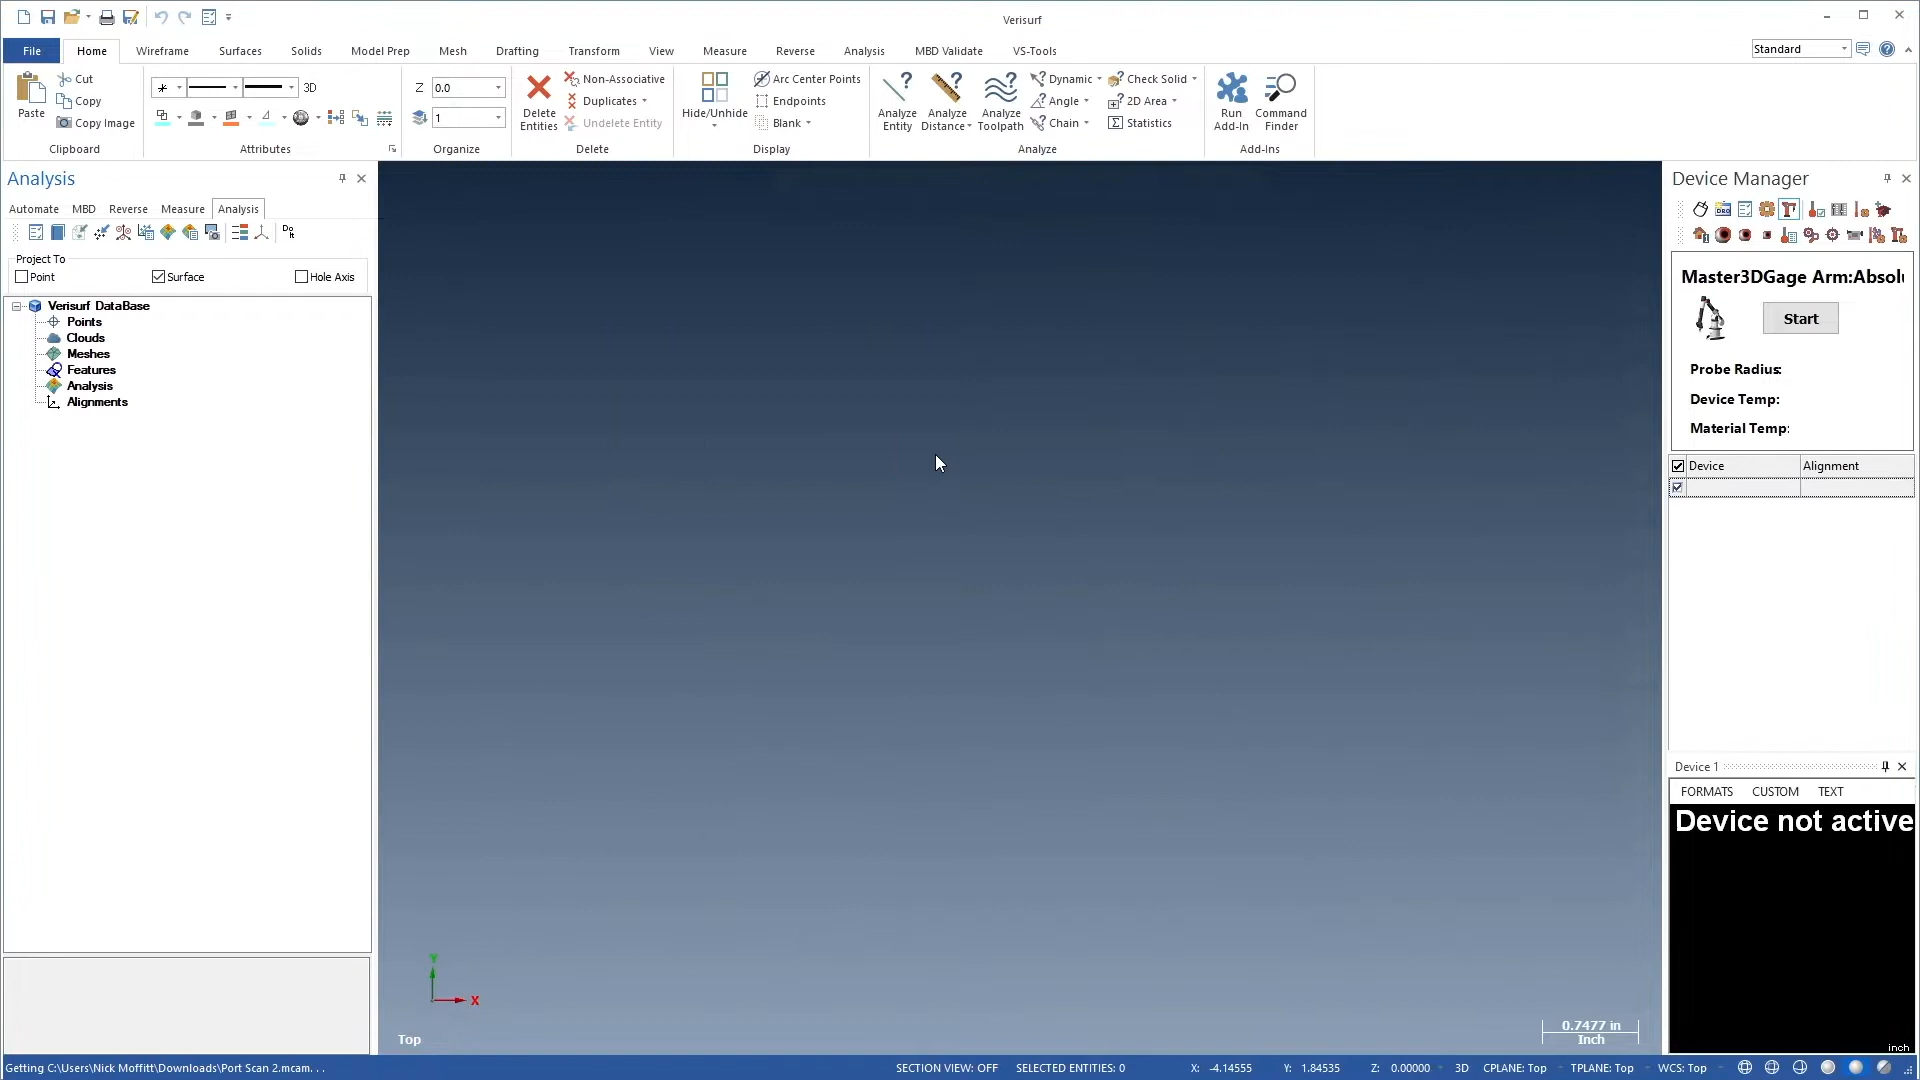 Verisurf
File Home Wireframe Surfaces Solids Model Prep Mesh Drafting Transform View Measure Reverse Analysis MBD Validate VS-Tools Standard
Paste
Cut
Copy
Copy Image
Clipboard
3D
Attributes
Z 0.0
1
Organize
Delete
Entities
Non-Associative
Duplicates
Undelete Entity
Delete
Hide/Unhide
Arc Center Points
Endpoints
Blank
Display
Analyze
Entity
Analyze
Distance
Analyze
Toolpath
Dynamic
Angle
Chain
Check Solid
2D Area
Statistics
Analyze
Run
Add-In
Command
Finder
Add-Ins
Analysis
Automate MBD Reverse Measure Analysis
Project To
Point Surface Hole Axis
Verisurf DataBase
Points
Clouds
Meshes
Features
Analysis
Alignments
Y
X
Top
0.7477 in
Inch
Device Manager
DRO
Master3DGage Arm:Absolu
Start
Probe Radius:
Device Temp:
Material Temp:
Device Alignment
Device 1
FORMATS CUSTOM TEXT
Device not active
inch
Getting C:\Users\Nick Moffitt\Downloads\Port Scan 2.mcam. . . SECTION VIEW: OFF SELECTED ENTITIES: 0 X: -4.14555 Y: 1.84535 Z: 0.00000 3D CPLANE: Top TPLANE: Top WCS: Top